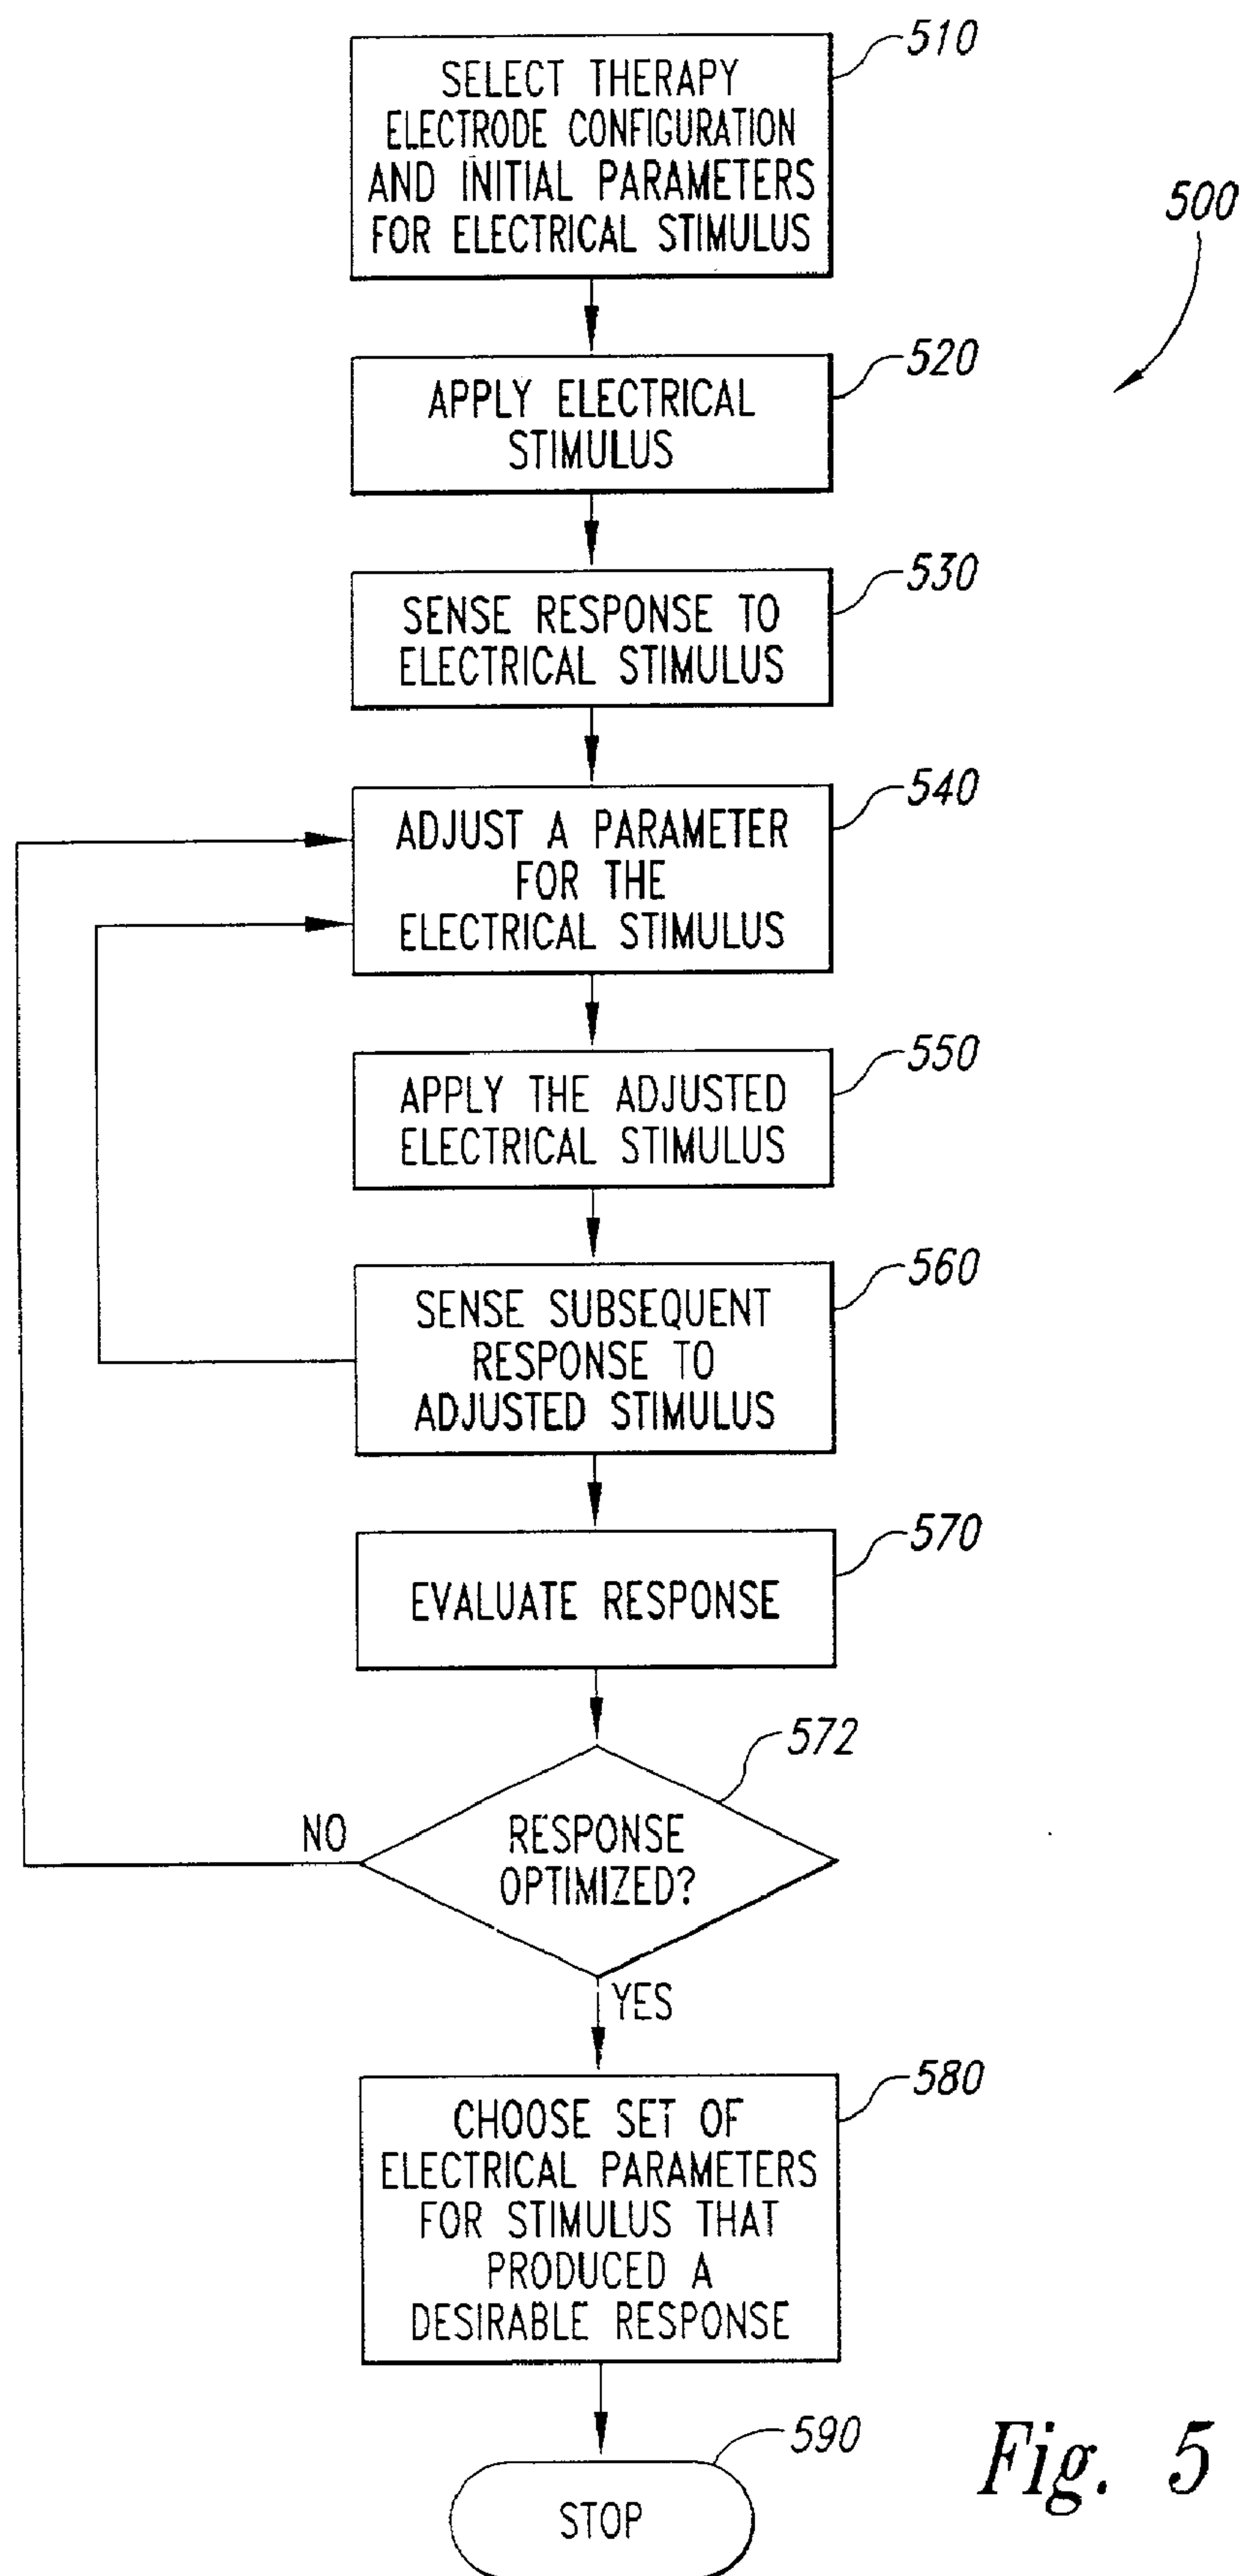 510
SELECT THERAPY
ELECTRODE CONFIGURATION
AND INITIAL PARAMETERS
FOR ELECTRICAL STIMULUS
500
520
APPLY ELECTRICAL
STIMULUS
530
SENSE RESPONSE TO
ELECTRICAL STIMULUS
540
ADJUST A PARAMETER
FOR THE
ELECTRICAL STIMULUS
550
APPLY THE ADJUSTED
ELECTRICAL STIMULUS
560
SENSE SUBSEQUENT
RESPONSE TO
ADJUSTED STIMULUS
570
EVALUATE RESPONSE
572
NO
RESPONSE
OPTIMIZED?
YES
580
CHOOSE SET OF
ELECTRICAL PARAMETERS
FOR STIMULUS THAT
PRODUCED A
DESIRABLE RESPONSE
590
STOP
Fig. 5